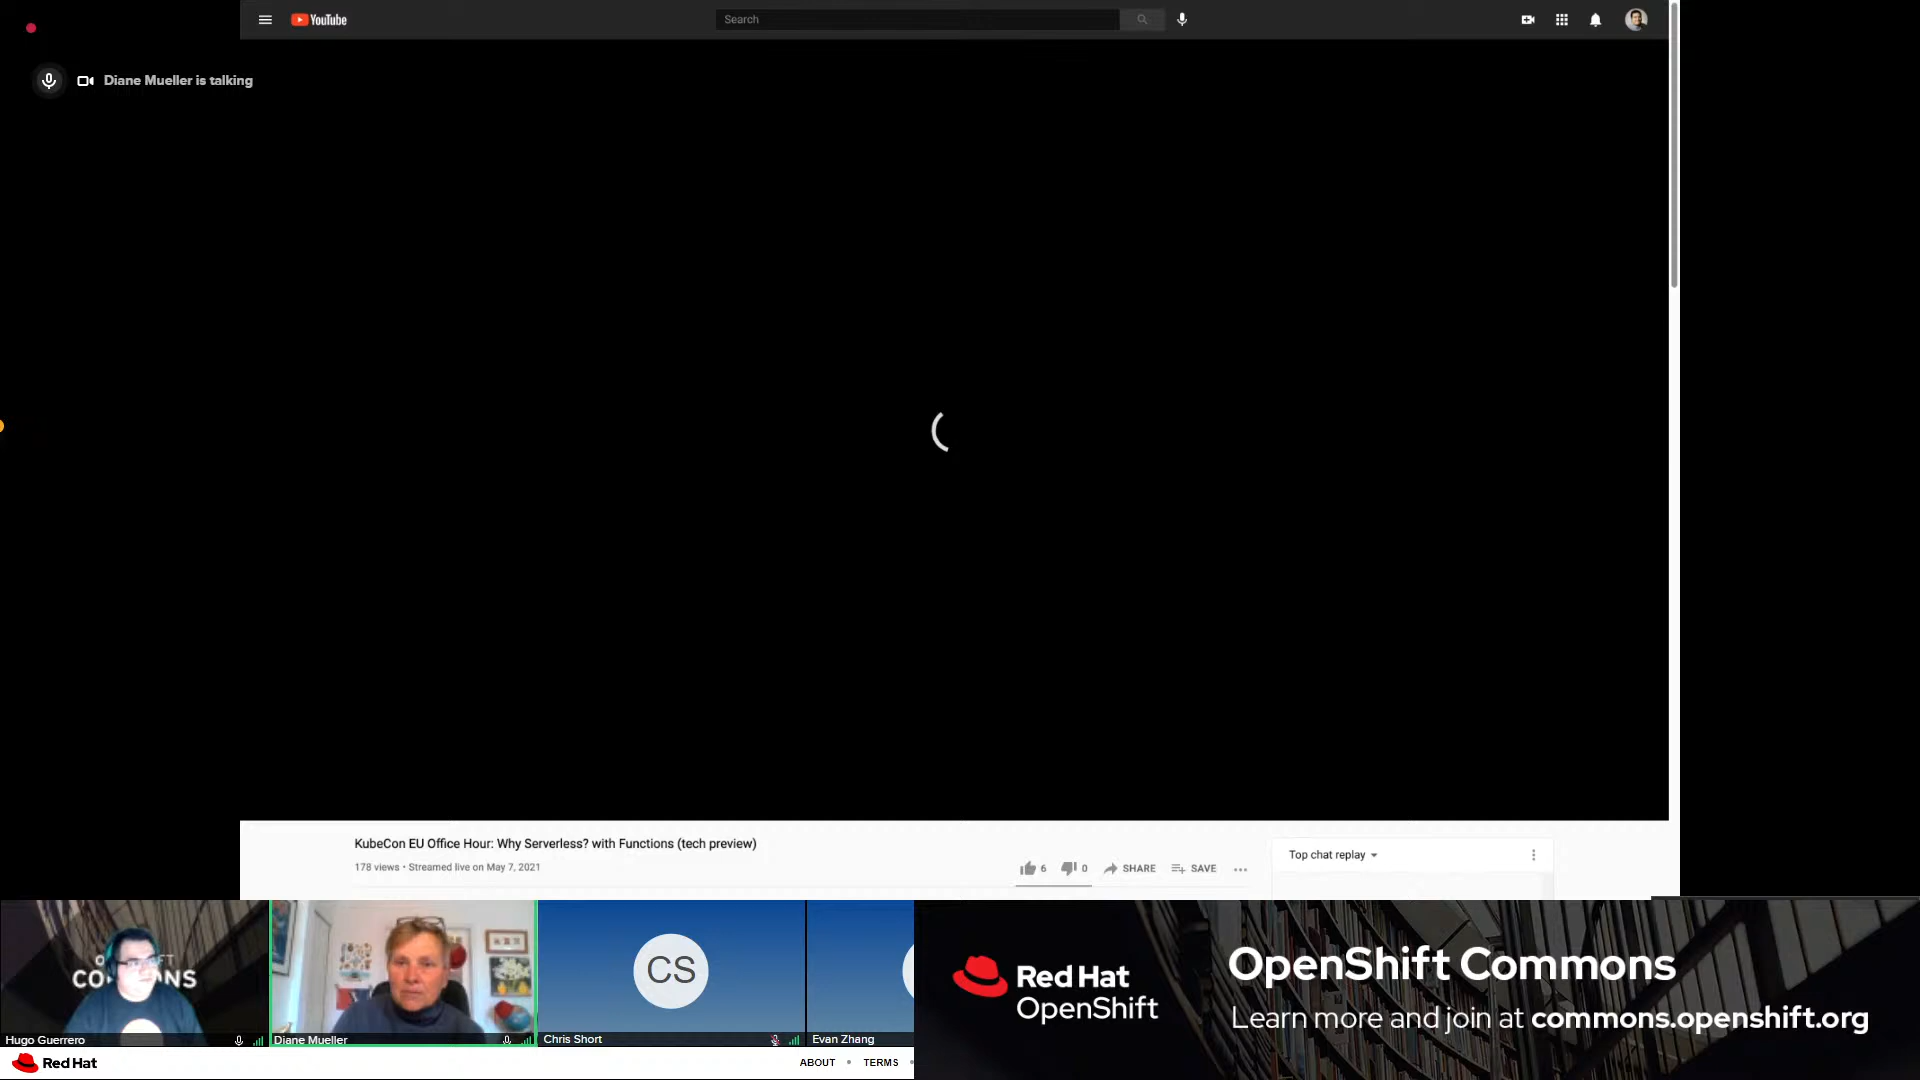 YouTube
Search
Diane Mueller is talking
KubeCon EU Office Hour: Why Serverless? with Functions (tech preview)
178 views • Streamed live on May 7, 2021
6
0
SHARE
SAVE
Top chat replay
CS
Hugo Guerrero
Diane Mueller
Chris Short
Evan Zhang
Red Hat
ABOUT • TERMS
Red Hat
OpenShift
OpenShift Commons
Learn more and join at commons.openshift.org